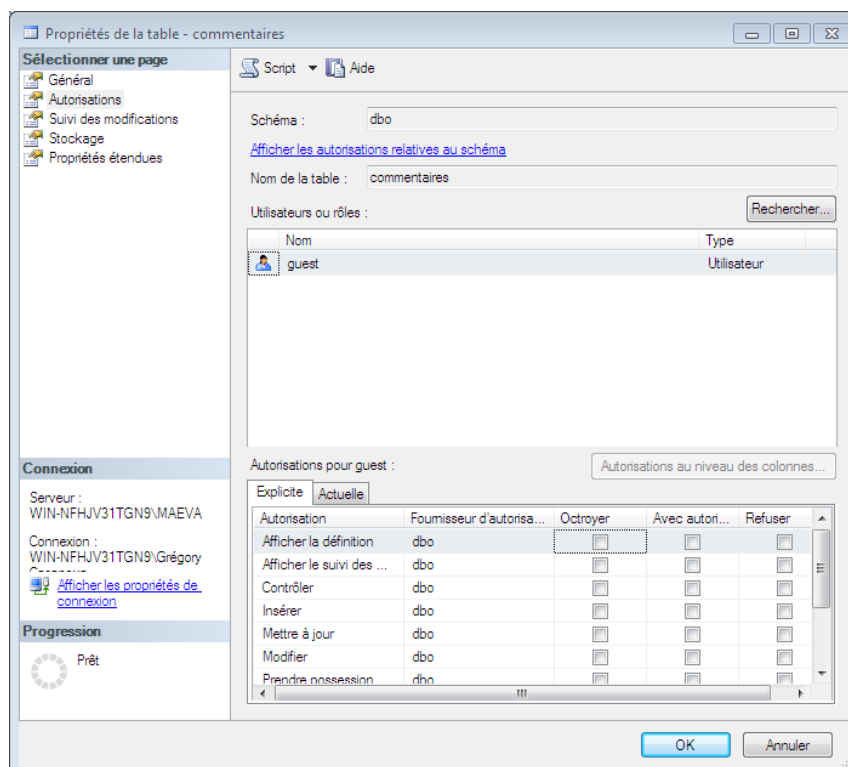 Propriétés de la table - commentaires
Sélectionner une page
Général
Autorisations
Suivi des modifications
Stockage
Propriétés étendues
Script
Aide
Schéma :
dbo
Afficher les autorisations relatives au schéma
Nom de la table :
commentaires
Utilisateurs ou rôles :
Rechercher...
Nom
Type
guest
Utilisateur
Connexion
Serveur :
WIN-NFHJV31TGN9\MAEVA
Connexion :
WIN-NFHJV31TGN9\Grégory
Afficher les propriétés de
connexion
Progression
Prêt
Autorisations pour guest :
Autorisations au niveau des colonnes...
Explicite
Actuelle
Autorisation Fournisseur d'autorisa... Octroyer Avec autori... Refuser
Afficher la définition dbo
Afficher le suivi des ... dbo
Contrôler dbo
Insérer dbo
Mettre à jour dbo
Modifier dbo
Prendre possession dbo
OK
Annuler